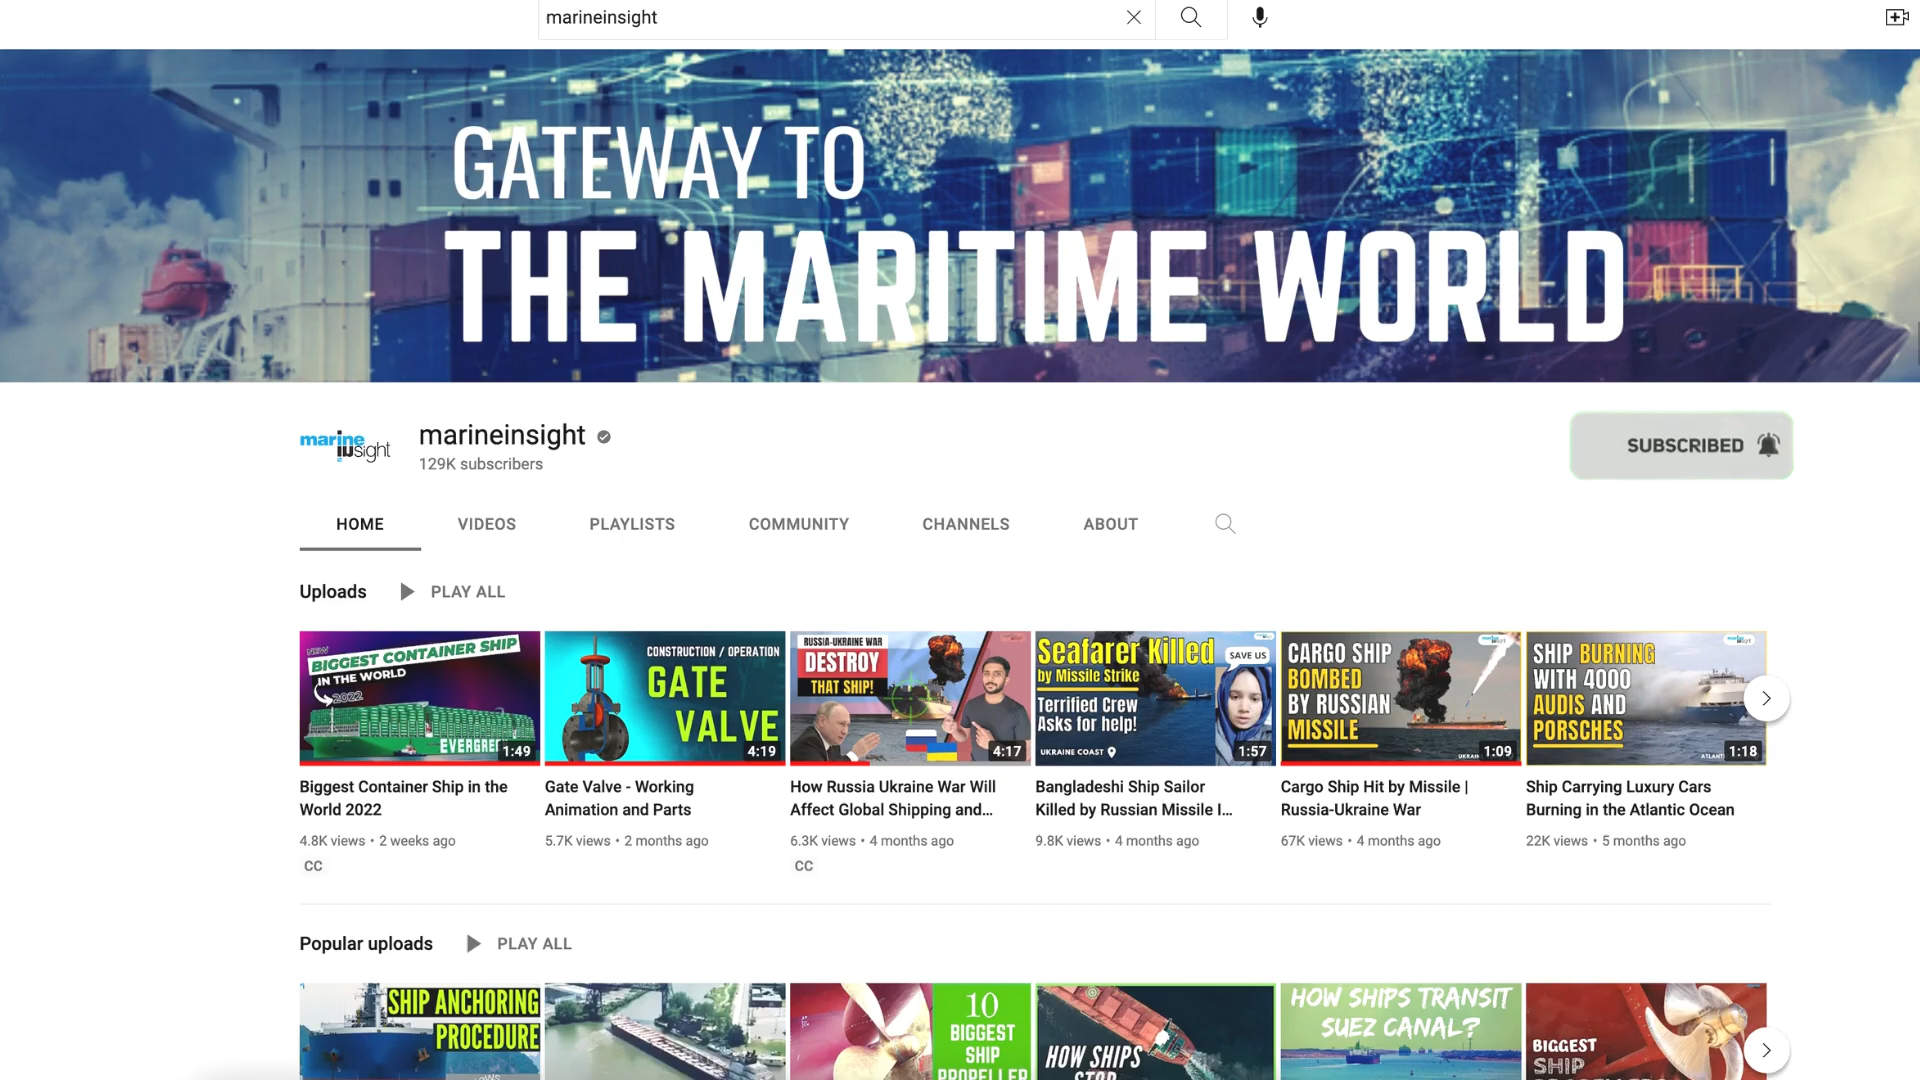 marineinsight
GATEWAY TO
THE MARITIME WORLD
marine insight
marineinsight
129K subscribers
SUBSCRIBED
HOME VIDEOS PLAYLISTS COMMUNITY CHANNELS ABOUT
Uploads PLAY ALL
NEW
BIGGEST CONTAINER SHIP
IN THE WORLD
2022
EVERGREE
1:49
CONSTRUCTION / OPERATION
GATE
VALVE
4:19
RUSSIA-UKRAINE WAR
DESTROY
THAT SHIP!
4:17
Seafarer Killed
by Missile Strike
Terrified Crew
Asks for help!
UKRAINE COAST
SAVE US
1:57
CARGO SHIP
BOMBED
BY RUSSIAN
MISSILE
UKRAIN
1:09
SHIP BURNING
WITH 4000
AUDIS AND
PORSCHES
ATLANT
1:18
Biggest Container Ship in the
World 2022
4.8K views • 2 weeks ago
CC
Gate Valve - Working
Animation and Parts
5.7K views • 2 months ago
How Russia Ukraine War Will
Affect Global Shipping and...
6.3K views • 4 months ago
CC
Bangladeshi Ship Sailor
Killed by Russian Missile I...
9.8K views • 4 months ago
Cargo Ship Hit by Missile |
Russia-Ukraine War
67K views • 4 months ago
Ship Carrying Luxury Cars
Burning in the Atlantic Ocean
22K views • 5 months ago
Popular uploads PLAY ALL
SHIP ANCHORING
PROCEDURE
10
BIGGEST
SHIP
PROPELLER
HOW SHIPS
STOP
HOW SHIPS TRANSIT
SUEZ CANAL?
BIGGEST
SHIP